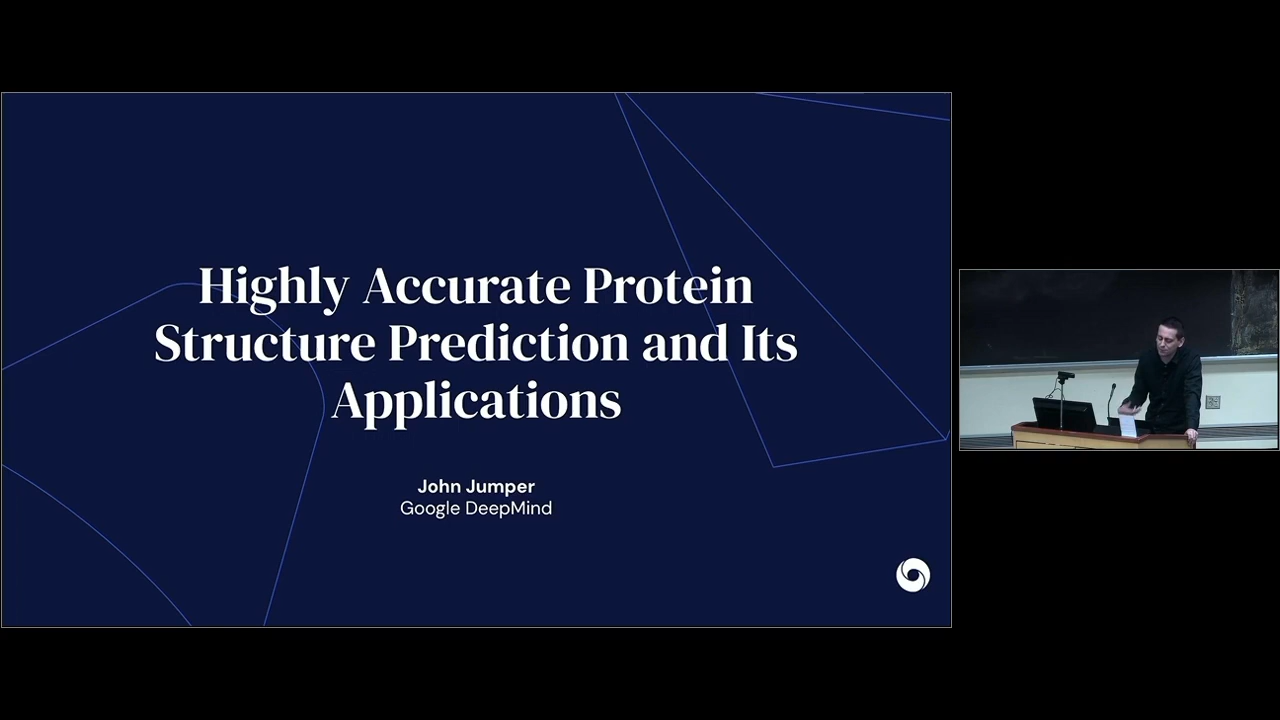 Highly Accurate Protein
Structure Prediction and Its
Applications
John Jumper
Google DeepMind